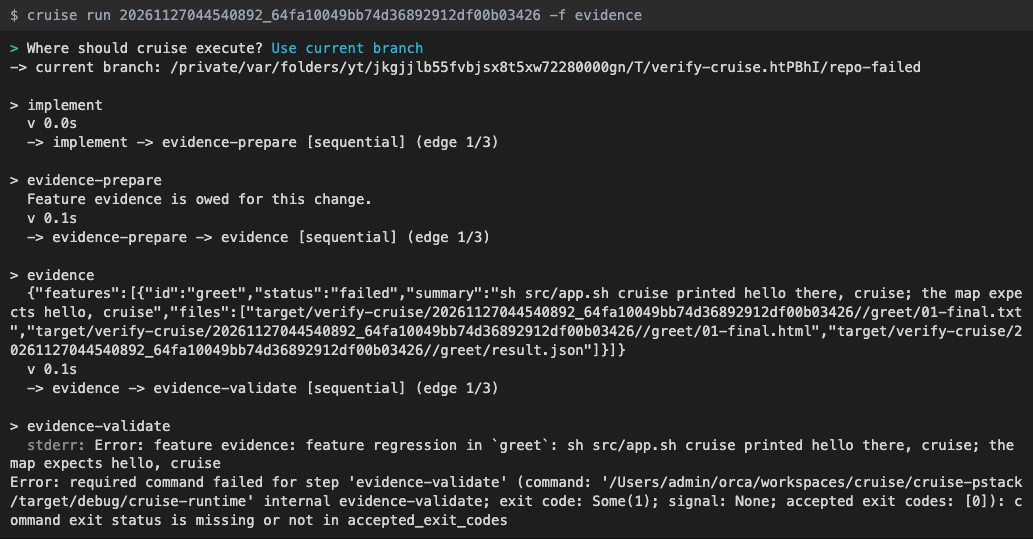 $ cruise run 20261127044540892_64fa10049bb74d36892912df00b03426 -f evidence
> Where should cruise execute? Use current branch
-> current branch: /private/var/folders/yt/jkgjjlb55fvbjsx8t5xw72280000gn/T/verify-cruise.htPBhI/repo-failed
> implement
v 0.0s
-> implement -> evidence-prepare [sequential] (edge 1/3)
> evidence-prepare
Feature evidence is owed for this change.
v 0.1s
-> evidence-prepare -> evidence [sequential] (edge 1/3)
> evidence
{"features":[{"id":"greet","status":"failed","summary":"sh src/app.sh cruise printed hello there, cruise; the map expe
cts hello, cruise","files":["target/verify-cruise/20261127044540892_64fa10049bb74d36892912df00b03426//greet/01-final.txt
","target/verify-cruise/20261127044540892_64fa10049bb74d36892912df00b03426//greet/01-final.html","target/verify-cruise/2
0261127044540892_64fa10049bb74d36892912df00b03426//greet/result.json"]}]}
v 0.1s
-> evidence -> evidence-validate [sequential] (edge 1/3)
> evidence-validate
stderr: Error: feature evidence: feature regression in `greet`: sh src/app.sh cruise printed hello there, cruise; the
map expects hello, cruise
Error: required command failed for step 'evidence-validate' (command: '/Users/admin/orca/workspaces/cruise/cruise-pstack
/target/debug/cruise-runtime' internal evidence-validate; exit code: Some(1); signal: None; accepted exit codes: [0]): c
ommand exit status is missing or not in accepted_exit_codes